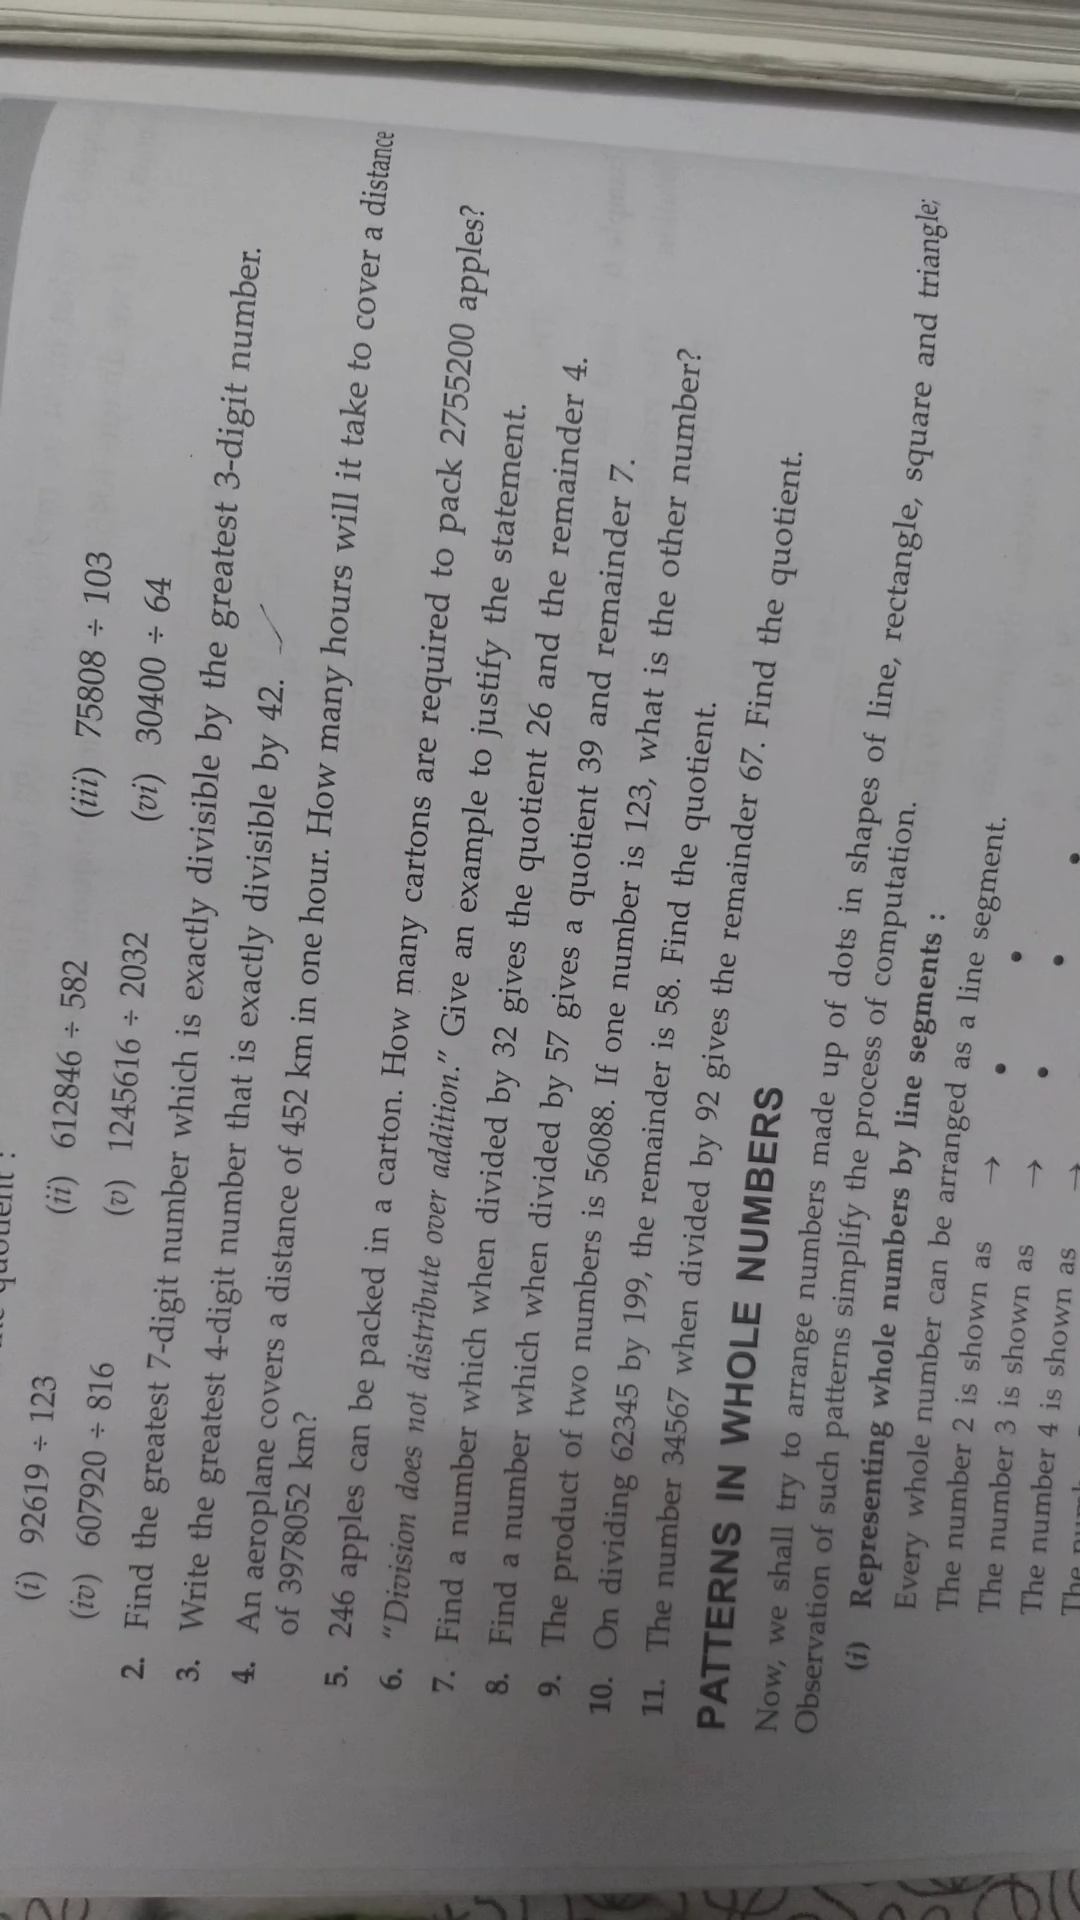 quotient :
(i) 92619 ÷ 123 (ii) 612846 ÷ 582 (iii) 75808 ÷ 103
(iv) 607920 ÷ 816 (v) 1245616 ÷ 2032 (vi) 30400 ÷ 64
2. Find the greatest 7-digit number which is exactly divisible by the greatest 3-digit number.
3. Write the greatest 4-digit number that is exactly divisible by 42.
4. An aeroplane covers a distance of 452 km in one hour. How many hours will it take to cover a distance
of 3978052 km?
5. 246 apples can be packed in a carton. How many cartons are required to pack 2755200 apples?
6. "Division does not distribute over addition." Give an example to justify the statement.
7. Find a number which when divided by 32 gives the quotient 26 and the remainder 4.
8. Find a number which when divided by 57 gives a quotient 39 and remainder 7.
9. The product of two numbers is 56088. If one number is 123, what is the other number?
10. On dividing 62345 by 199, the remainder is 58. Find the quotient.
11. The number 34567 when divided by 92 gives the remainder 67. Find the quotient.
PATTERNS IN WHOLE NUMBERS
Now, we shall try to arrange numbers made up of dots in shapes of line, rectangle, square and triangle;
Observation of such patterns simplify the process of computation.
(i) Representing whole numbers by line segments :
Every whole number can be arranged as a line segment.
The number 2 is shown as → • •
The number 3 is shown as → • • •
The number 4 is shown as →
The